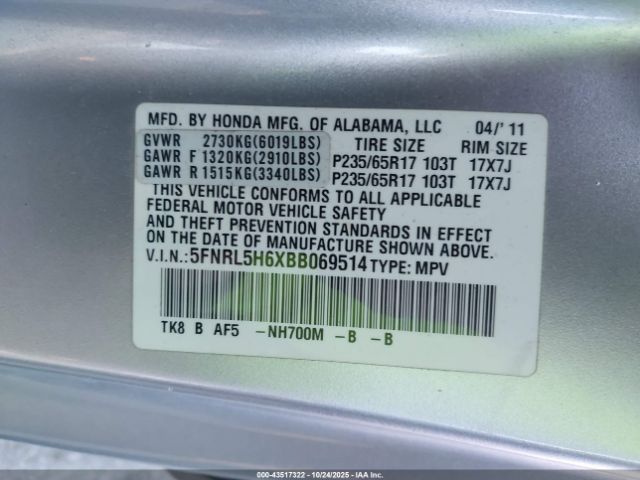 MFD. BY HONDA MFG. OF ALABAMA, LLC 04/'11
GVWR 2730KG(6019LBS) TIRE SIZE RIM SIZE
GAWR F 1320KG(2910LBS) P235/65R17 103T 17X7J
GAWR R 1515KG(3340LBS) P235/65R17 103T 17X7J
THIS VEHICLE CONFORMS TO ALL APPLICABLE
FEDERAL MOTOR VEHICLE SAFETY
AND THEFT PREVENTION STANDARDS IN EFFECT
ON THE DATE OF MANUFACTURE SHOWN ABOVE.
V.I.N.: 5FNRL5H6XBB069514 TYPE: MPV
TK8 B AF5 -NH700M -B -B
000-43517322 | 10/24/2025 | IAAI.com